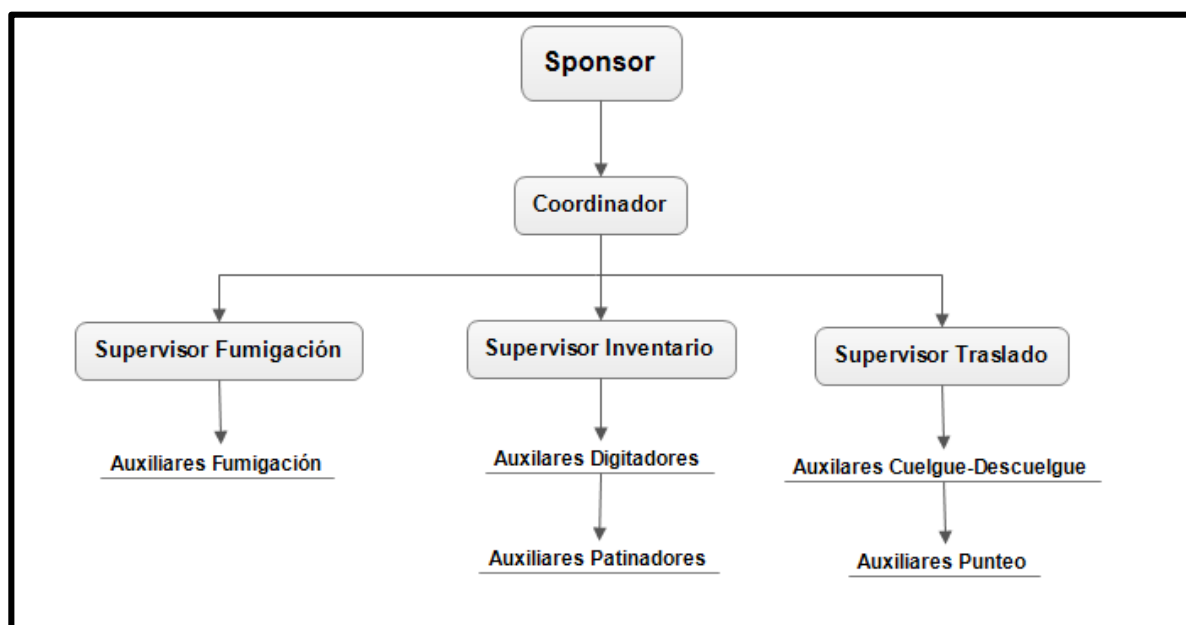 Sponsor
Coordinador
Supervisor Fumigación
Supervisor Inventario
Supervisor Traslado
Auxiliares Fumigación
Auxilares Digitadores
Auxilares Cuelgue-Descuelgue
Auxiliares Patinadores
Auxiliares Punteo